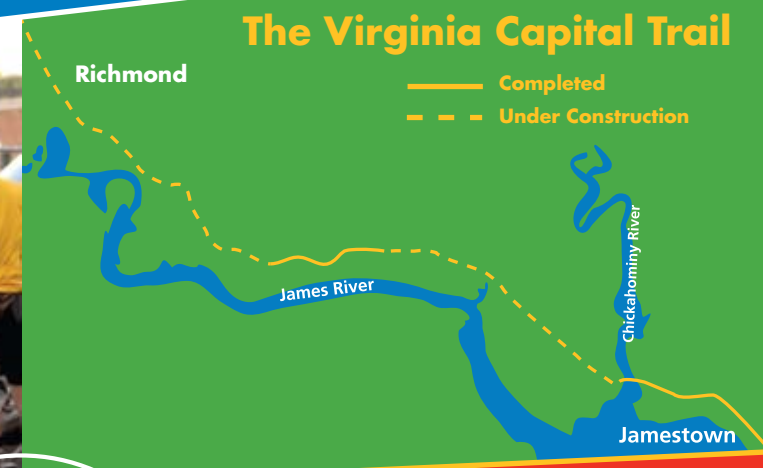 The Virginia Capital Trail
Richmond
Completed
Under Construction
Chickahominy River
James River
Jamestown